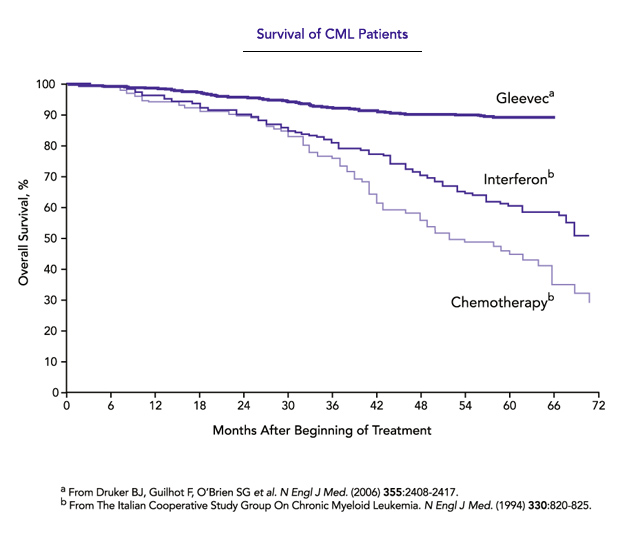 Survival of CML Patients
100
90
80
70
60
50
40
30
20
10
0
Overall Survival, %
Gleevecᵃ
Interferonᵇ
Chemotherapyᵇ
0 6 12 18 24 30 36 42 48 54 60 66 72
Months After Beginning of Treatment
ᵃ From Druker BJ, Guilhot F, O'Brien SG et al. N Engl J Med. (2006) 355:2408-2417.
ᵇ From The Italian Cooperative Study Group On Chronic Myeloid Leukemia. N Engl J Med. (1994) 330:820-825.